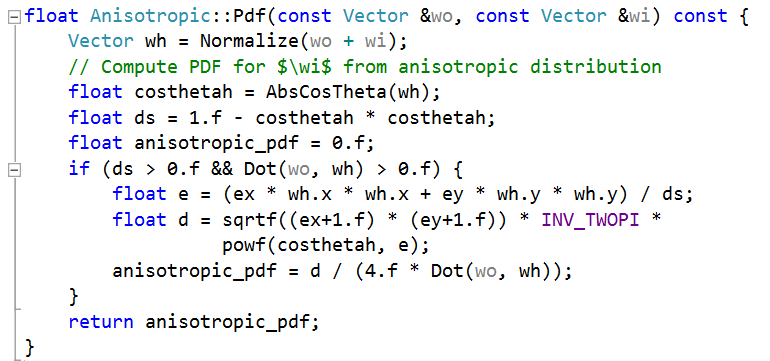 float Anisotropic::Pdf(const Vector &wo, const Vector &wi) const {
    Vector wh = Normalize(wo + wi);
    // Compute PDF for $\wi$ from anisotropic distribution
    float costhetah = AbsCosTheta(wh);
    float ds = 1.f - costhetah * costhetah;
    float anisotropic_pdf = 0.f;
    if (ds > 0.f && Dot(wo, wh) > 0.f) {
        float e = (ex * wh.x * wh.x + ey * wh.y * wh.y) / ds;
        float d = sqrtf((ex+1.f) * (ey+1.f)) * INV_TWOPI *
                  powf(costhetah, e);
        anisotropic_pdf = d / (4.f * Dot(wo, wh));
    }
    return anisotropic_pdf;
}